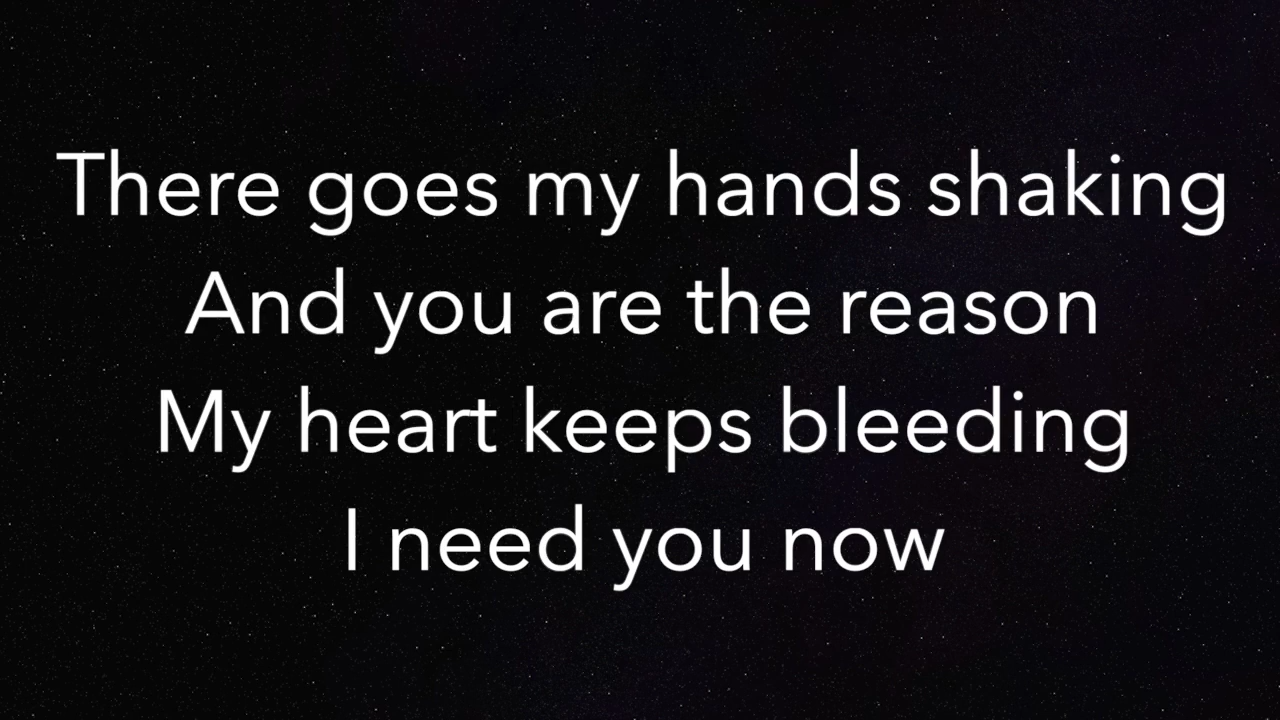 There goes my hands shaking
And you are the reason
My heart keeps bleeding
I need you now